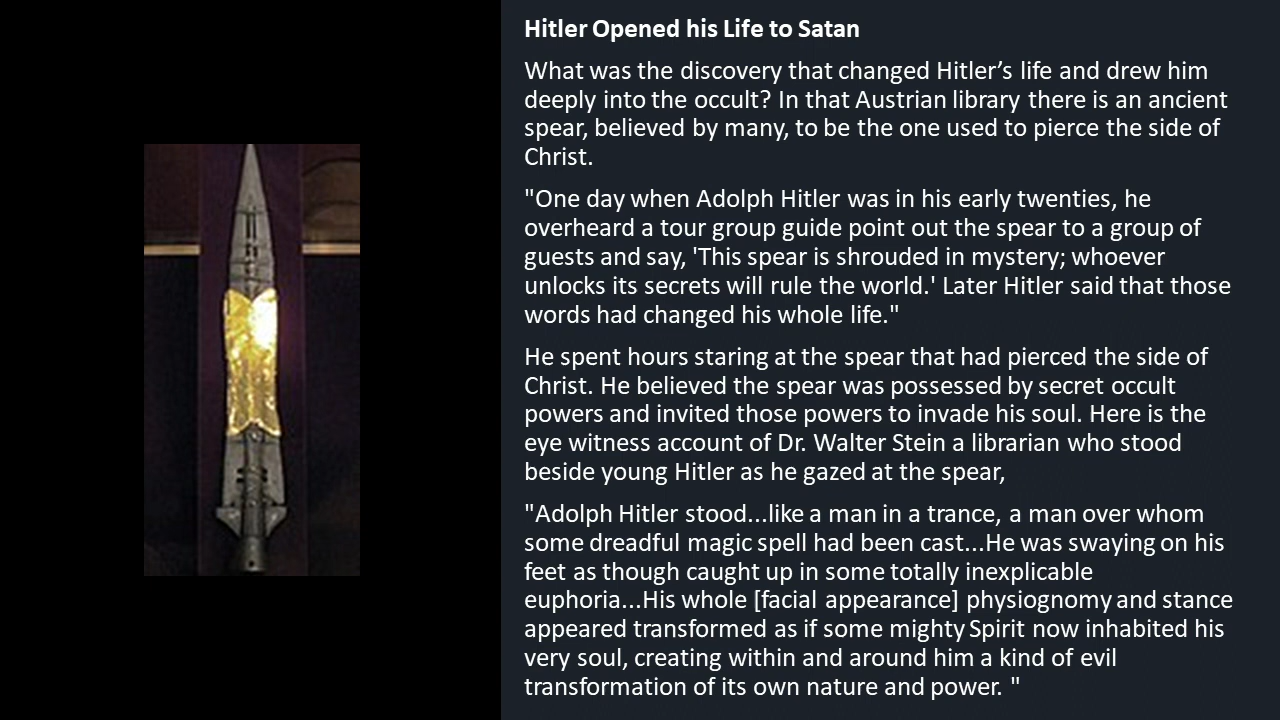 Hitler Opened his Life to Satan
What was the discovery that changed Hitler’s life and drew him
deeply into the occult? In that Austrian library there is an ancient
spear, believed by many, to be the one used to pierce the side of
Christ.
"One day when Adolph Hitler was in his early twenties, he
overheard a tour group guide point out the spear to a group of
guests and say, 'This spear is shrouded in mystery; whoever
unlocks its secrets will rule the world.' Later Hitler said that those
words had changed his whole life."
He spent hours staring at the spear that had pierced the side of
Christ. He believed the spear was possessed by secret occult
powers and invited those powers to invade his soul. Here is the
eye witness account of Dr. Walter Stein a librarian who stood
beside young Hitler as he gazed at the spear,
"Adolph Hitler stood...like a man in a trance, a man over whom
some dreadful magic spell had been cast...He was swaying on his
feet as though caught up in some totally inexplicable
euphoria...His whole [facial appearance] physiognomy and stance
appeared transformed as if some mighty Spirit now inhabited his
very soul, creating within and around him a kind of evil
transformation of its own nature and power. "